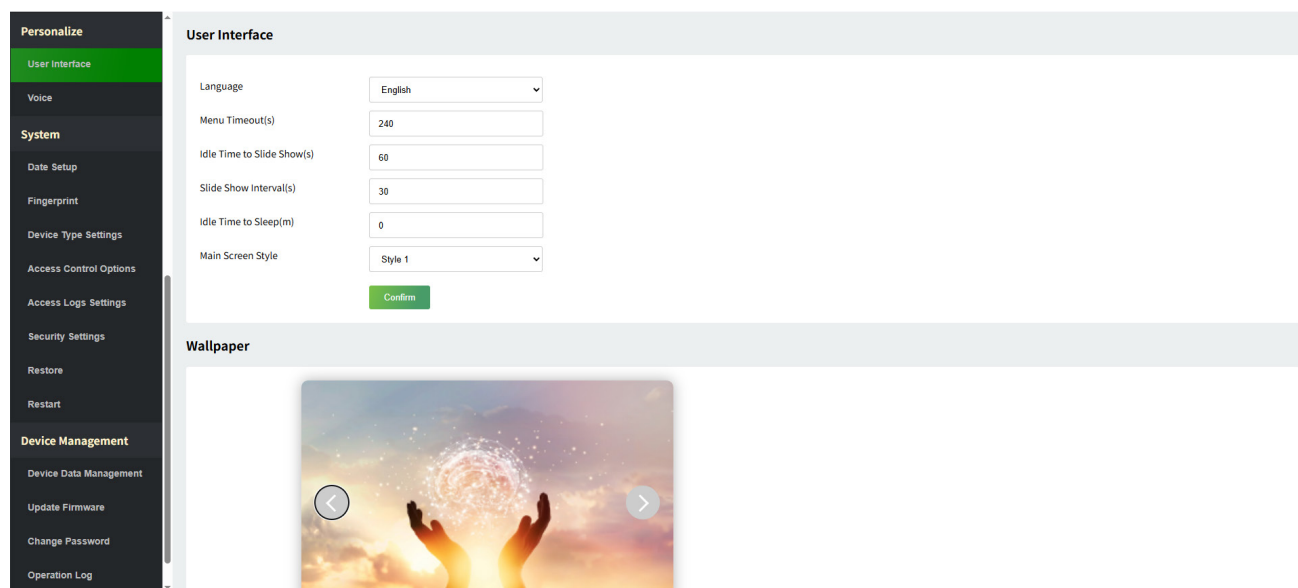 Personalize
User Interface
Voice
System
Date Setup
Fingerprint
Device Type Settings
Access Control Options
Access Logs Settings
Security Settings
Restore
Restart
Device Management
Device Data Management
Update Firmware
Change Password
Operation Log
User Interface
Language English
Menu Timeout(s) 240
Idle Time to Slide Show(s) 60
Slide Show Interval(s) 30
Idle Time to Sleep(m) 0
Main Screen Style Style 1
Confirm
Wallpaper